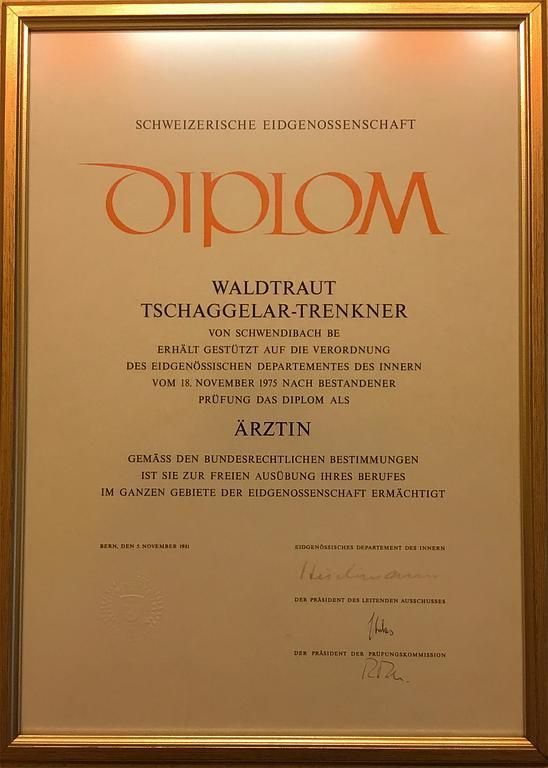 SCHWEIZERISCHE EIDGENOSSENSCHAFT
DIPLOM
WALDTRAUT
TSCHAGGELAR-TRENKNER
VON SCHWENDIBACH BE
ERHÄLT GESTÜTZT AUF DIE VERORDNUNG
DES EIDGENÖSSISCHEN DEPARTEMENTES DES INNERN
VOM 18. NOVEMBER 1975 NACH BESTANDENER
PRÜFUNG DAS DIPLOM ALS
ÄRZTIN
GEMÄSS DEN BUNDESRECHTLICHEN BESTIMMUNGEN
IST SIE ZUR FREIEN AUSÜBUNG IHRES BERUFES
IM GANZEN GEBIETE DER EIDGENOSSENSCHAFT ERMÄCHTIGT
BERN, DEN 5. NOVEMBER 1981
EIDGENÖSSISCHES DEPARTEMENT DES INNERN
DER PRÄSIDENT DES LEITENDEN AUSSCHUSSES
DER PRÄSIDENT DER PRÜFUNGSKOMMISSION